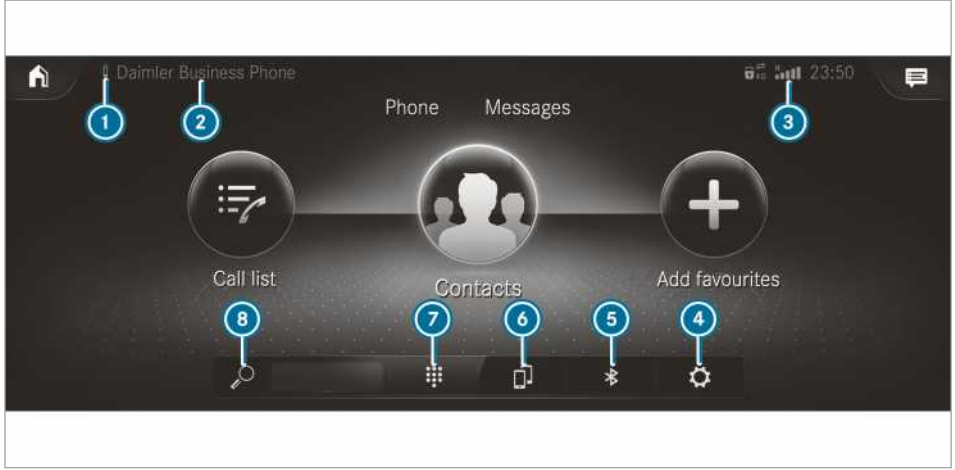 Daimler Business Phone 23:50
1 2 3
Phone Messages
Call list Contacts Add favourites
8 7 6 5 4